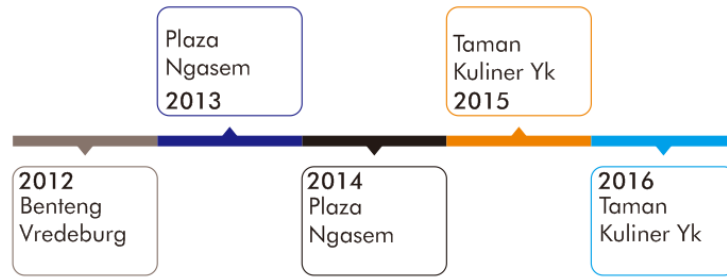 2012
Benteng
Vredeburg
Plaza
Ngasem
2013
2014
Plaza
Ngasem
Taman
Kuliner Yk
2015
2016
Taman
Kuliner Yk